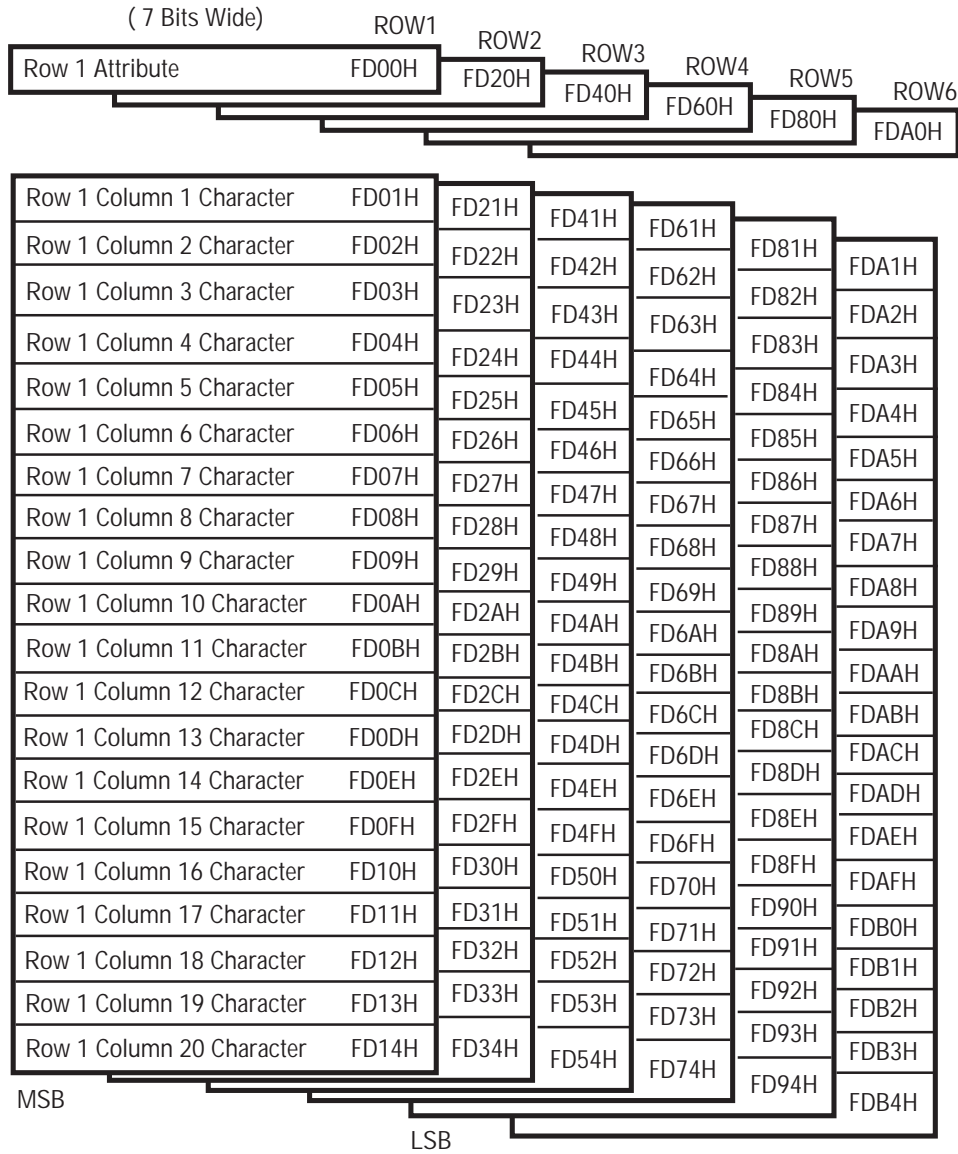 ( 7 Bits Wide)
ROW1
ROW2
ROW3
ROW4
ROW5
ROW6
Row 1 Attribute FD00H
FD20H
FD40H
FD60H
FD80H
FDA0H
Row 1 Column 1 Character FD01H FD21H FD41H FD61H FD81H FDA1H
Row 1 Column 2 Character FD02H FD22H FD42H FD62H FD82H FDA2H
Row 1 Column 3 Character FD03H FD23H FD43H FD63H FD83H FDA3H
Row 1 Column 4 Character FD04H FD24H FD44H FD64H FD84H FDA4H
Row 1 Column 5 Character FD05H FD25H FD45H FD65H FD85H FDA5H
Row 1 Column 6 Character FD06H FD26H FD46H FD66H FD86H FDA6H
Row 1 Column 7 Character FD07H FD27H FD47H FD67H FD87H FDA7H
Row 1 Column 8 Character FD08H FD28H FD48H FD68H FD88H FDA8H
Row 1 Column 9 Character FD09H FD29H FD49H FD69H FD89H FDA9H
Row 1 Column 10 Character FD0AH FD2AH FD4AH FD6AH FD8AH FDAAH
Row 1 Column 11 Character FD0BH FD2BH FD4BH FD6BH FD8BH FDABH
Row 1 Column 12 Character FD0CH FD2CH FD4CH FD6CH FD8CH FDACH
Row 1 Column 13 Character FD0DH FD2DH FD4DH FD6DH FD8DH FDADH
Row 1 Column 14 Character FD0EH FD2EH FD4EH FD6EH FD8EH FDAEH
Row 1 Column 15 Character FD0FH FD2FH FD4FH FD6FH FD8FH FDAFH
Row 1 Column 16 Character FD10H FD30H FD50H FD70H FD90H FDB0H
Row 1 Column 17 Character FD11H FD31H FD51H FD71H FD91H FDB1H
Row 1 Column 18 Character FD12H FD32H FD52H FD72H FD92H FDB2H
Row 1 Column 19 Character FD13H FD33H FD53H FD73H FD93H FDB3H
Row 1 Column 20 Character FD14H FD34H FD54H FD74H FD94H FDB4H
MSB
LSB